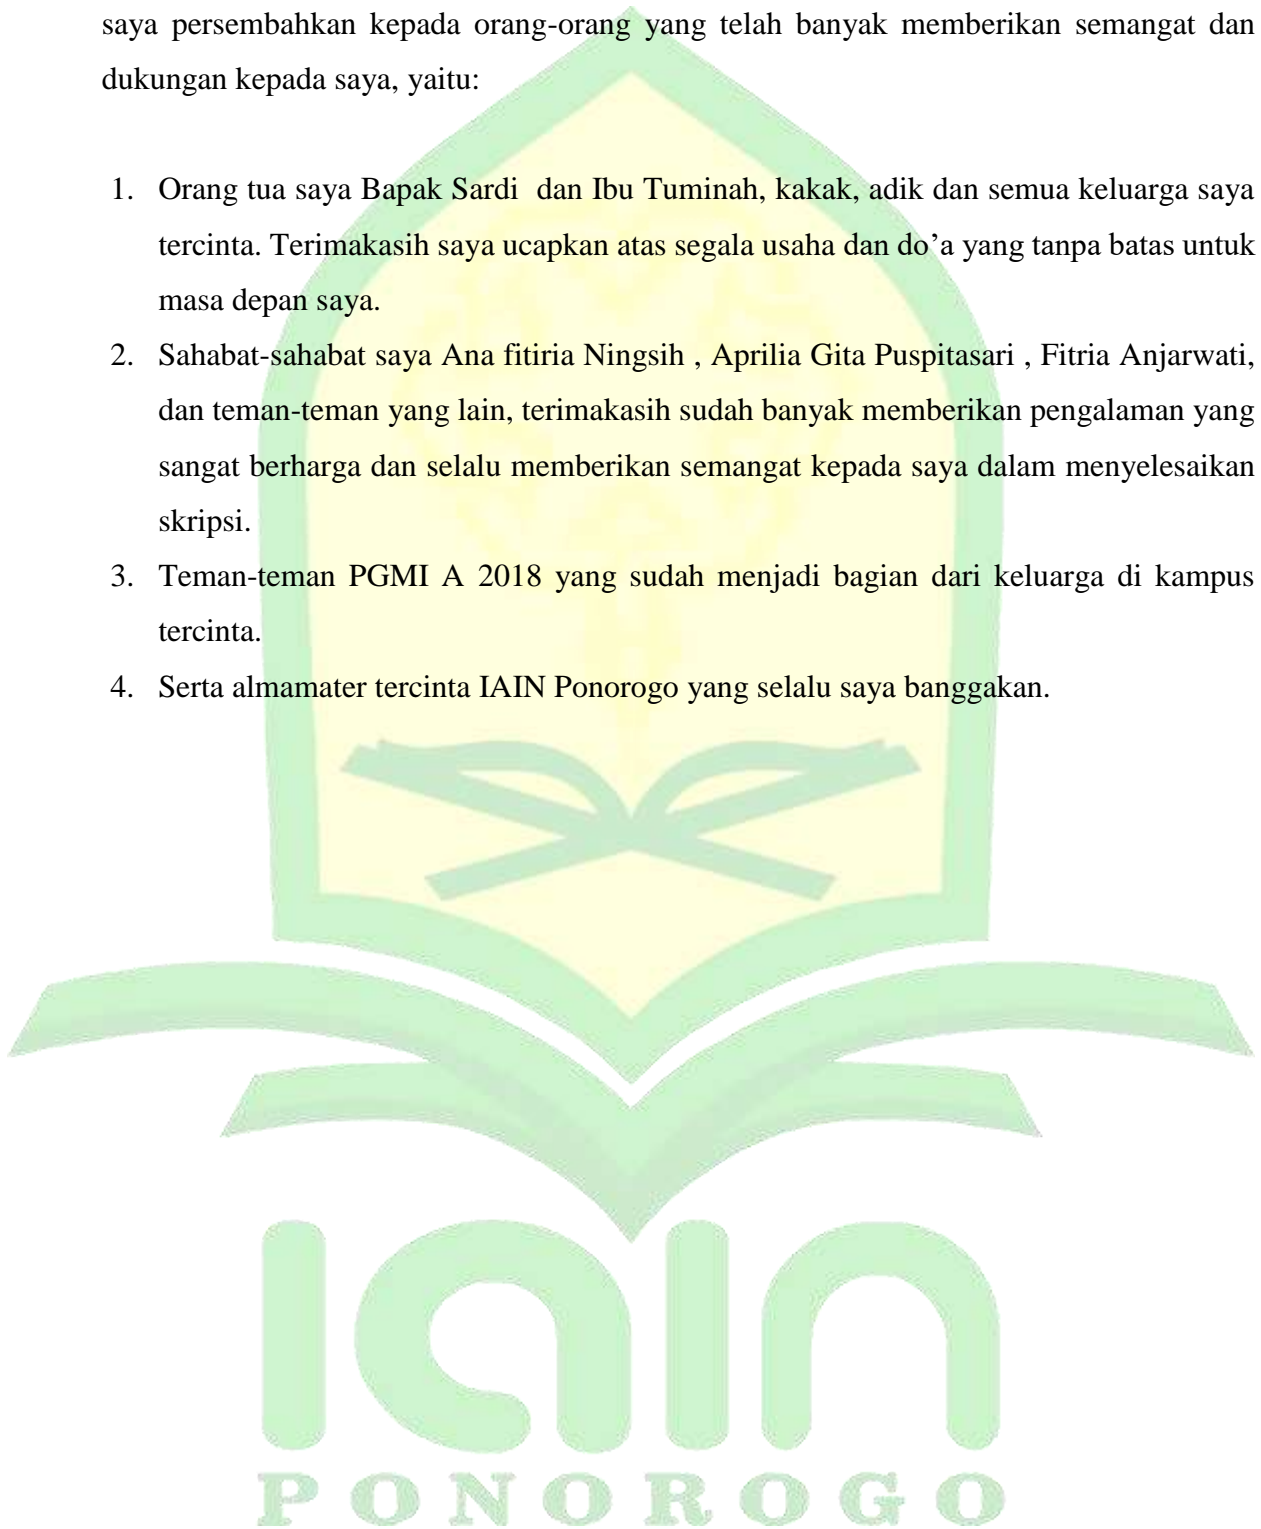 saya persembahkan kepada orang-orang yang telah banyak memberikan semangat dan
dukungan kepada saya, yaitu:
1. Orang tua saya Bapak Sardi dan Ibu Tuminah, kakak, adik dan semua keluarga saya
tercinta. Terimakasih saya ucapkan atas segala usaha dan do’a yang tanpa batas untuk
masa depan saya.
2. Sahabat-sahabat saya Ana fitiria Ningsih , Aprilia Gita Puspitasari , Fitria Anjarwati,
dan teman-teman yang lain, terimakasih sudah banyak memberikan pengalaman yang
sangat berharga dan selalu memberikan semangat kepada saya dalam menyelesaikan
skripsi.
3. Teman-teman PGMI A 2018 yang sudah menjadi bagian dari keluarga di kampus
tercinta.
4. Serta almamater tercinta IAIN Ponorogo yang selalu saya banggakan.
iain
PONOROGO